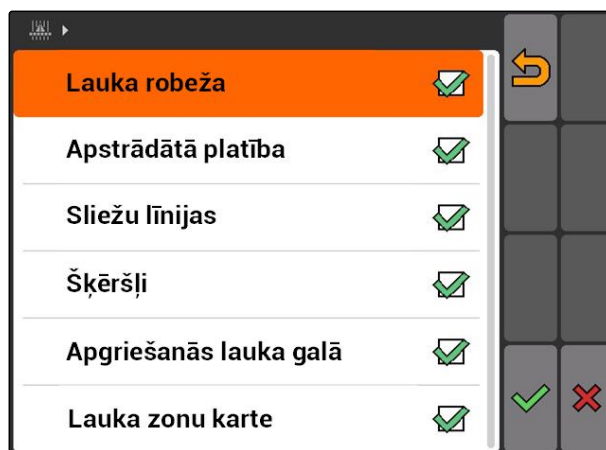 Lauka robeža
Apstrādātā platība
Sliežu līnijas
Šķēršļi
Apgriešanās lauka galā
Lauka zonu karte